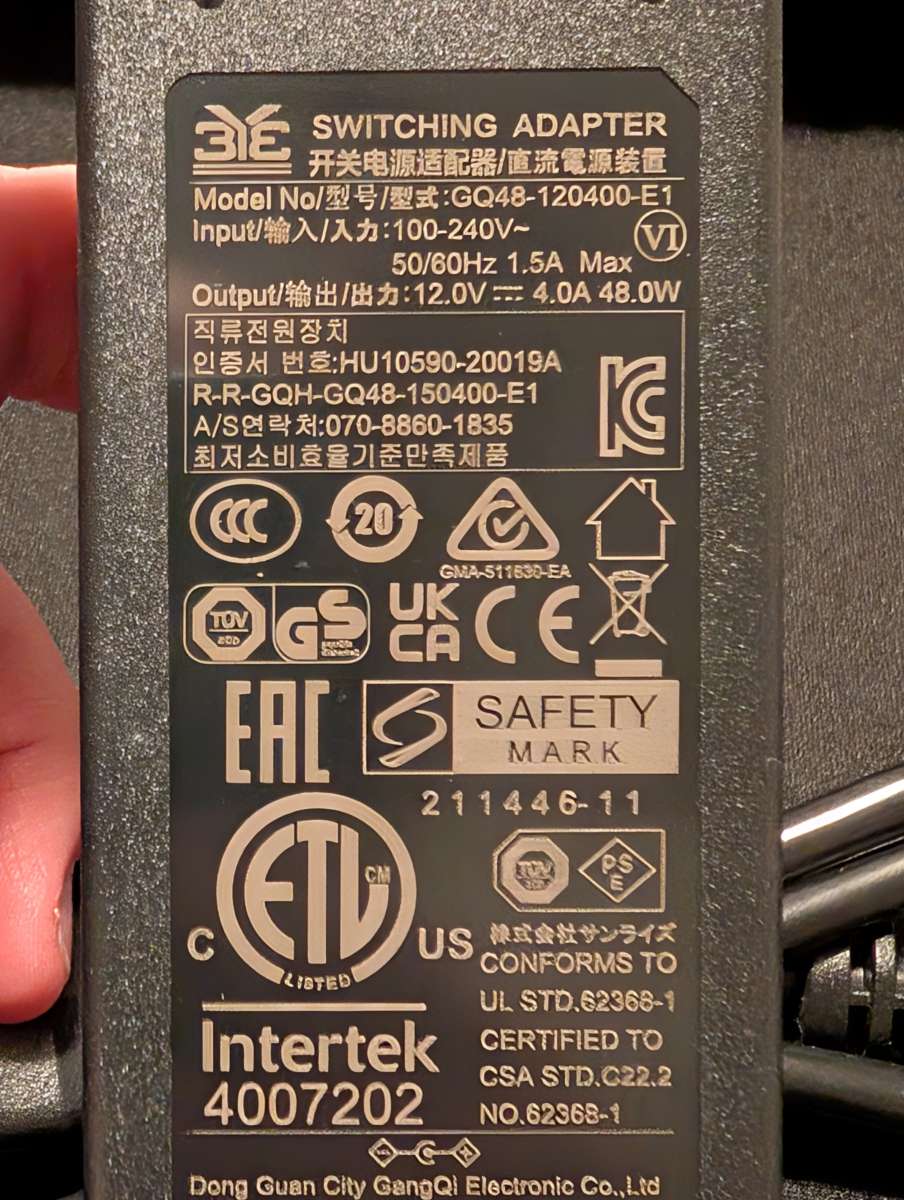 SWITCHING ADAPTER
开关电源适配器/直流電源装置
Model No/型号/型式:GQ48-120400-E1
Input/输入/入力:100-240V~
VI
50/60Hz 1.5A Max
Output/输出/出力:12.0V⎓ 4.0A 48.0W
직류전원장치
인증서 번호:HU10590-20019A
R-R-GQH-GQ48-150400-E1
A/S연락처:070-8860-1835
최저소비효율기준만족제품
KC
CCC
20
GMA-511630-EA
TÜV
GS
UK
CA
CE
EAC
SAFETY
MARK
211446-11
ETL
CM
C
US
LISTED
TÜV
PS
E
株式会社サンライズ
CONFORMS TO
UL STD.62368-1
CERTIFIED TO
CSA STD.C22.2
NO.62368-1
Intertek
4007202
Dong Guan City GangQi Electronic Co.,Ltd